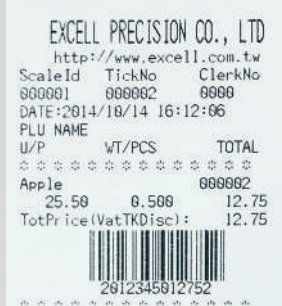 EXCELL PRECISION CO., LTD
http://www.excell.com.tw
ScaleId TickNo ClerkNo
000001 000002 0000
DATE:2014/10/14 16:12:06
PLU NAME
U/P WT/PCS TOTAL
Apple 000002
25.50 0.500 12.75
TotPrice(VatTKDisc): 12.75
2012345012752